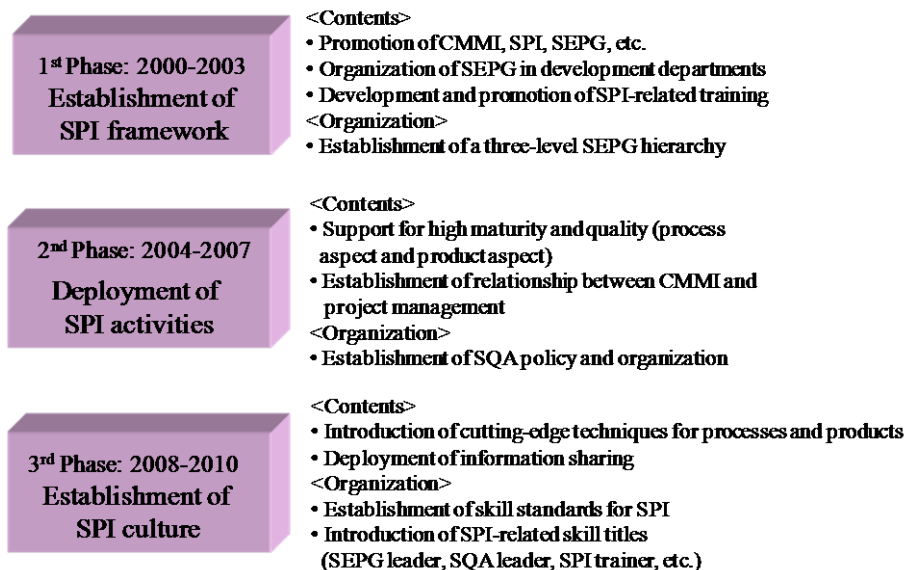 1st Phase: 2000-2003
Establishment of
SPI framework
<Contents>
• Promotion of CMMI, SPI, SEPG, etc.
• Organization of SEPG in development departments
• Development and promotion of SPI-related training
<Organization>
• Establishment of a three-level SEPG hierarchy
2nd Phase: 2004-2007
Deployment of
SPI activities
<Contents>
• Support for high maturity and quality (process
aspect and product aspect)
• Establishment of relationship between CMMI and
project management
<Organization>
• Establishment of SQA policy and organization
3rd Phase: 2008-2010
Establishment of
SPI culture
<Contents>
• Introduction of cutting-edge techniques for processes and products
• Deployment of information sharing
<Organization>
• Establishment of skill standards for SPI
• Introduction of SPI-related skill titles
(SEPG leader, SQA leader, SPI trainer, etc.)